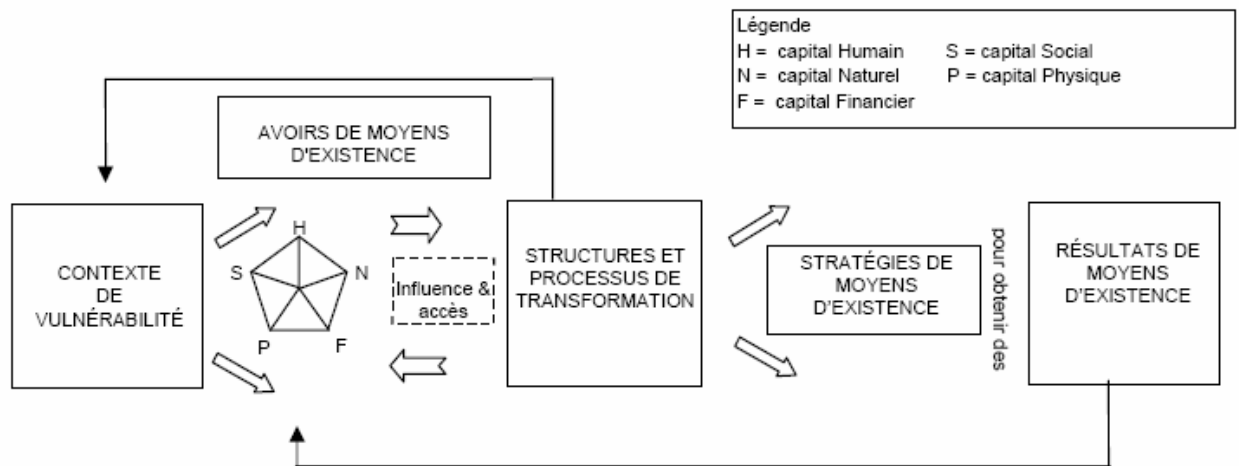 Légende
H = capital Humain S = capital Social
N = capital Naturel P = capital Physique
F = capital Financier
AVOIRS DE MOYENS
D'EXISTENCE
CONTEXTE
DE
VULNÉRABILITÉ
H
S
N
P
F
Influence &
accès
STRUCTURES ET
PROCESSUS DE
TRANSFORMATION
STRATÉGIES DE
MOYENS
D'EXISTENCE
pour obtenir des
RÉSULTATS DE
MOYENS
D'EXISTENCE